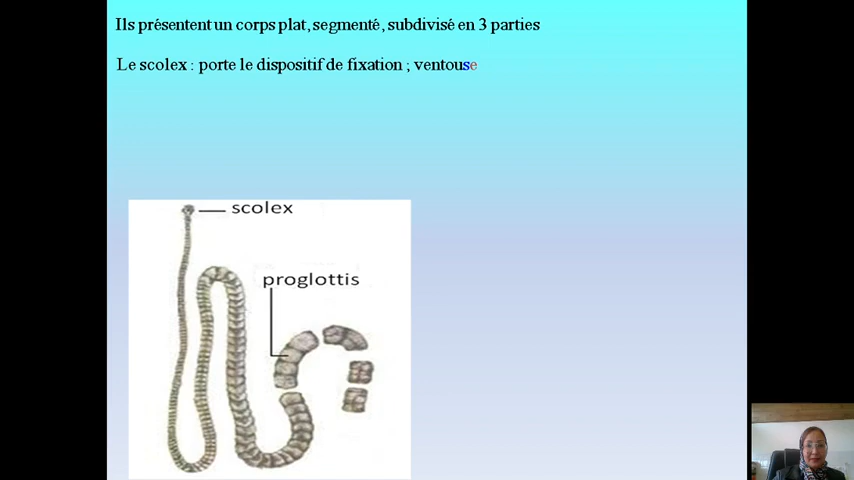 Ils présentent un corps plat, segmenté, subdivisé en 3 parties
Le scolex : porte le dispositif de fixation ; ventouse
scolex
proglottis